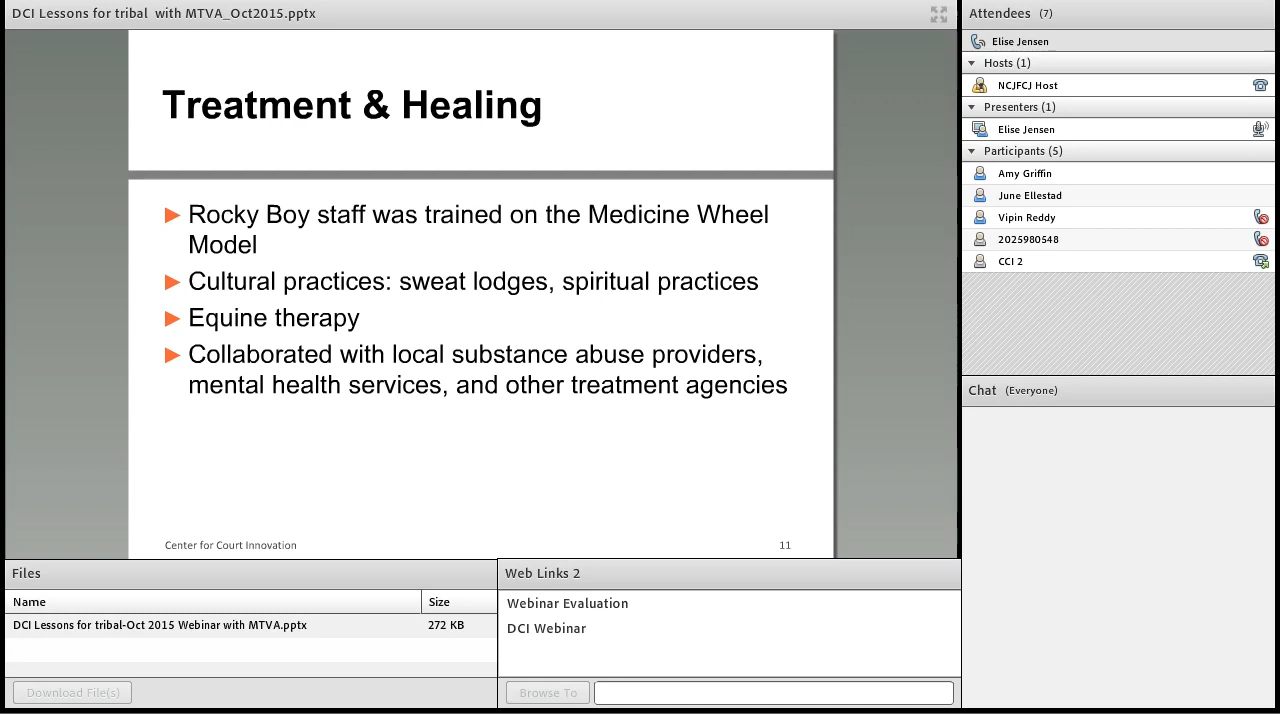 DCI Lessons for tribal  with MTVA_Oct2015.pptx
Treatment & Healing
Rocky Boy staff was trained on the Medicine Wheel
Model
Cultural practices: sweat lodges, spiritual practices
Equine therapy
Collaborated with local substance abuse providers,
mental health services, and other treatment agencies
Center for Court Innovation 11
Attendees (7)
Elise Jensen
Hosts (1)
NCJFCJ Host
Presenters (1)
Elise Jensen
Participants (5)
Amy Griffin
June Ellestad
Vipin Reddy
2025980548
CCI 2
Chat (Everyone)
Files
Name Size
DCI Lessons for tribal-Oct 2015 Webinar with MTVA.pptx 272 KB
Download File(s)
Web Links 2
Webinar Evaluation
DCI Webinar
Browse To